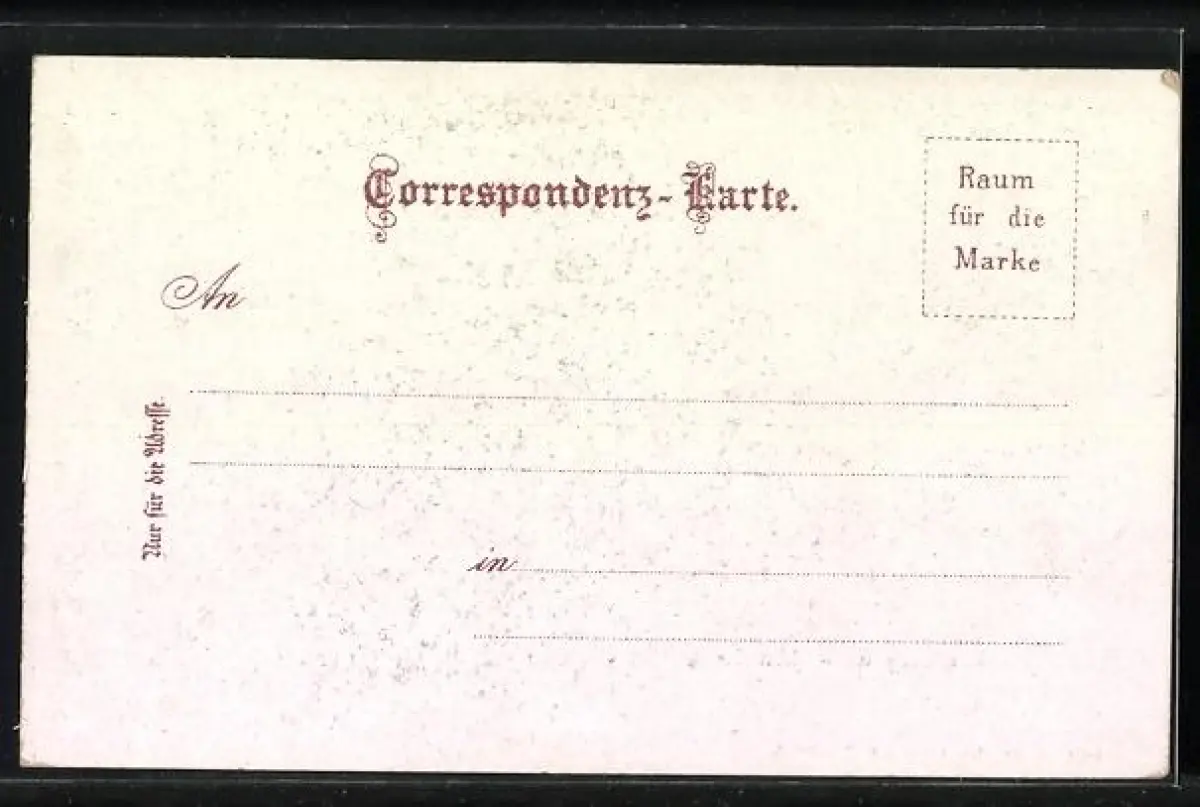 Correspondenz-Karte.
Raum
für die
Marke
An
Nur für die Adresse.
in